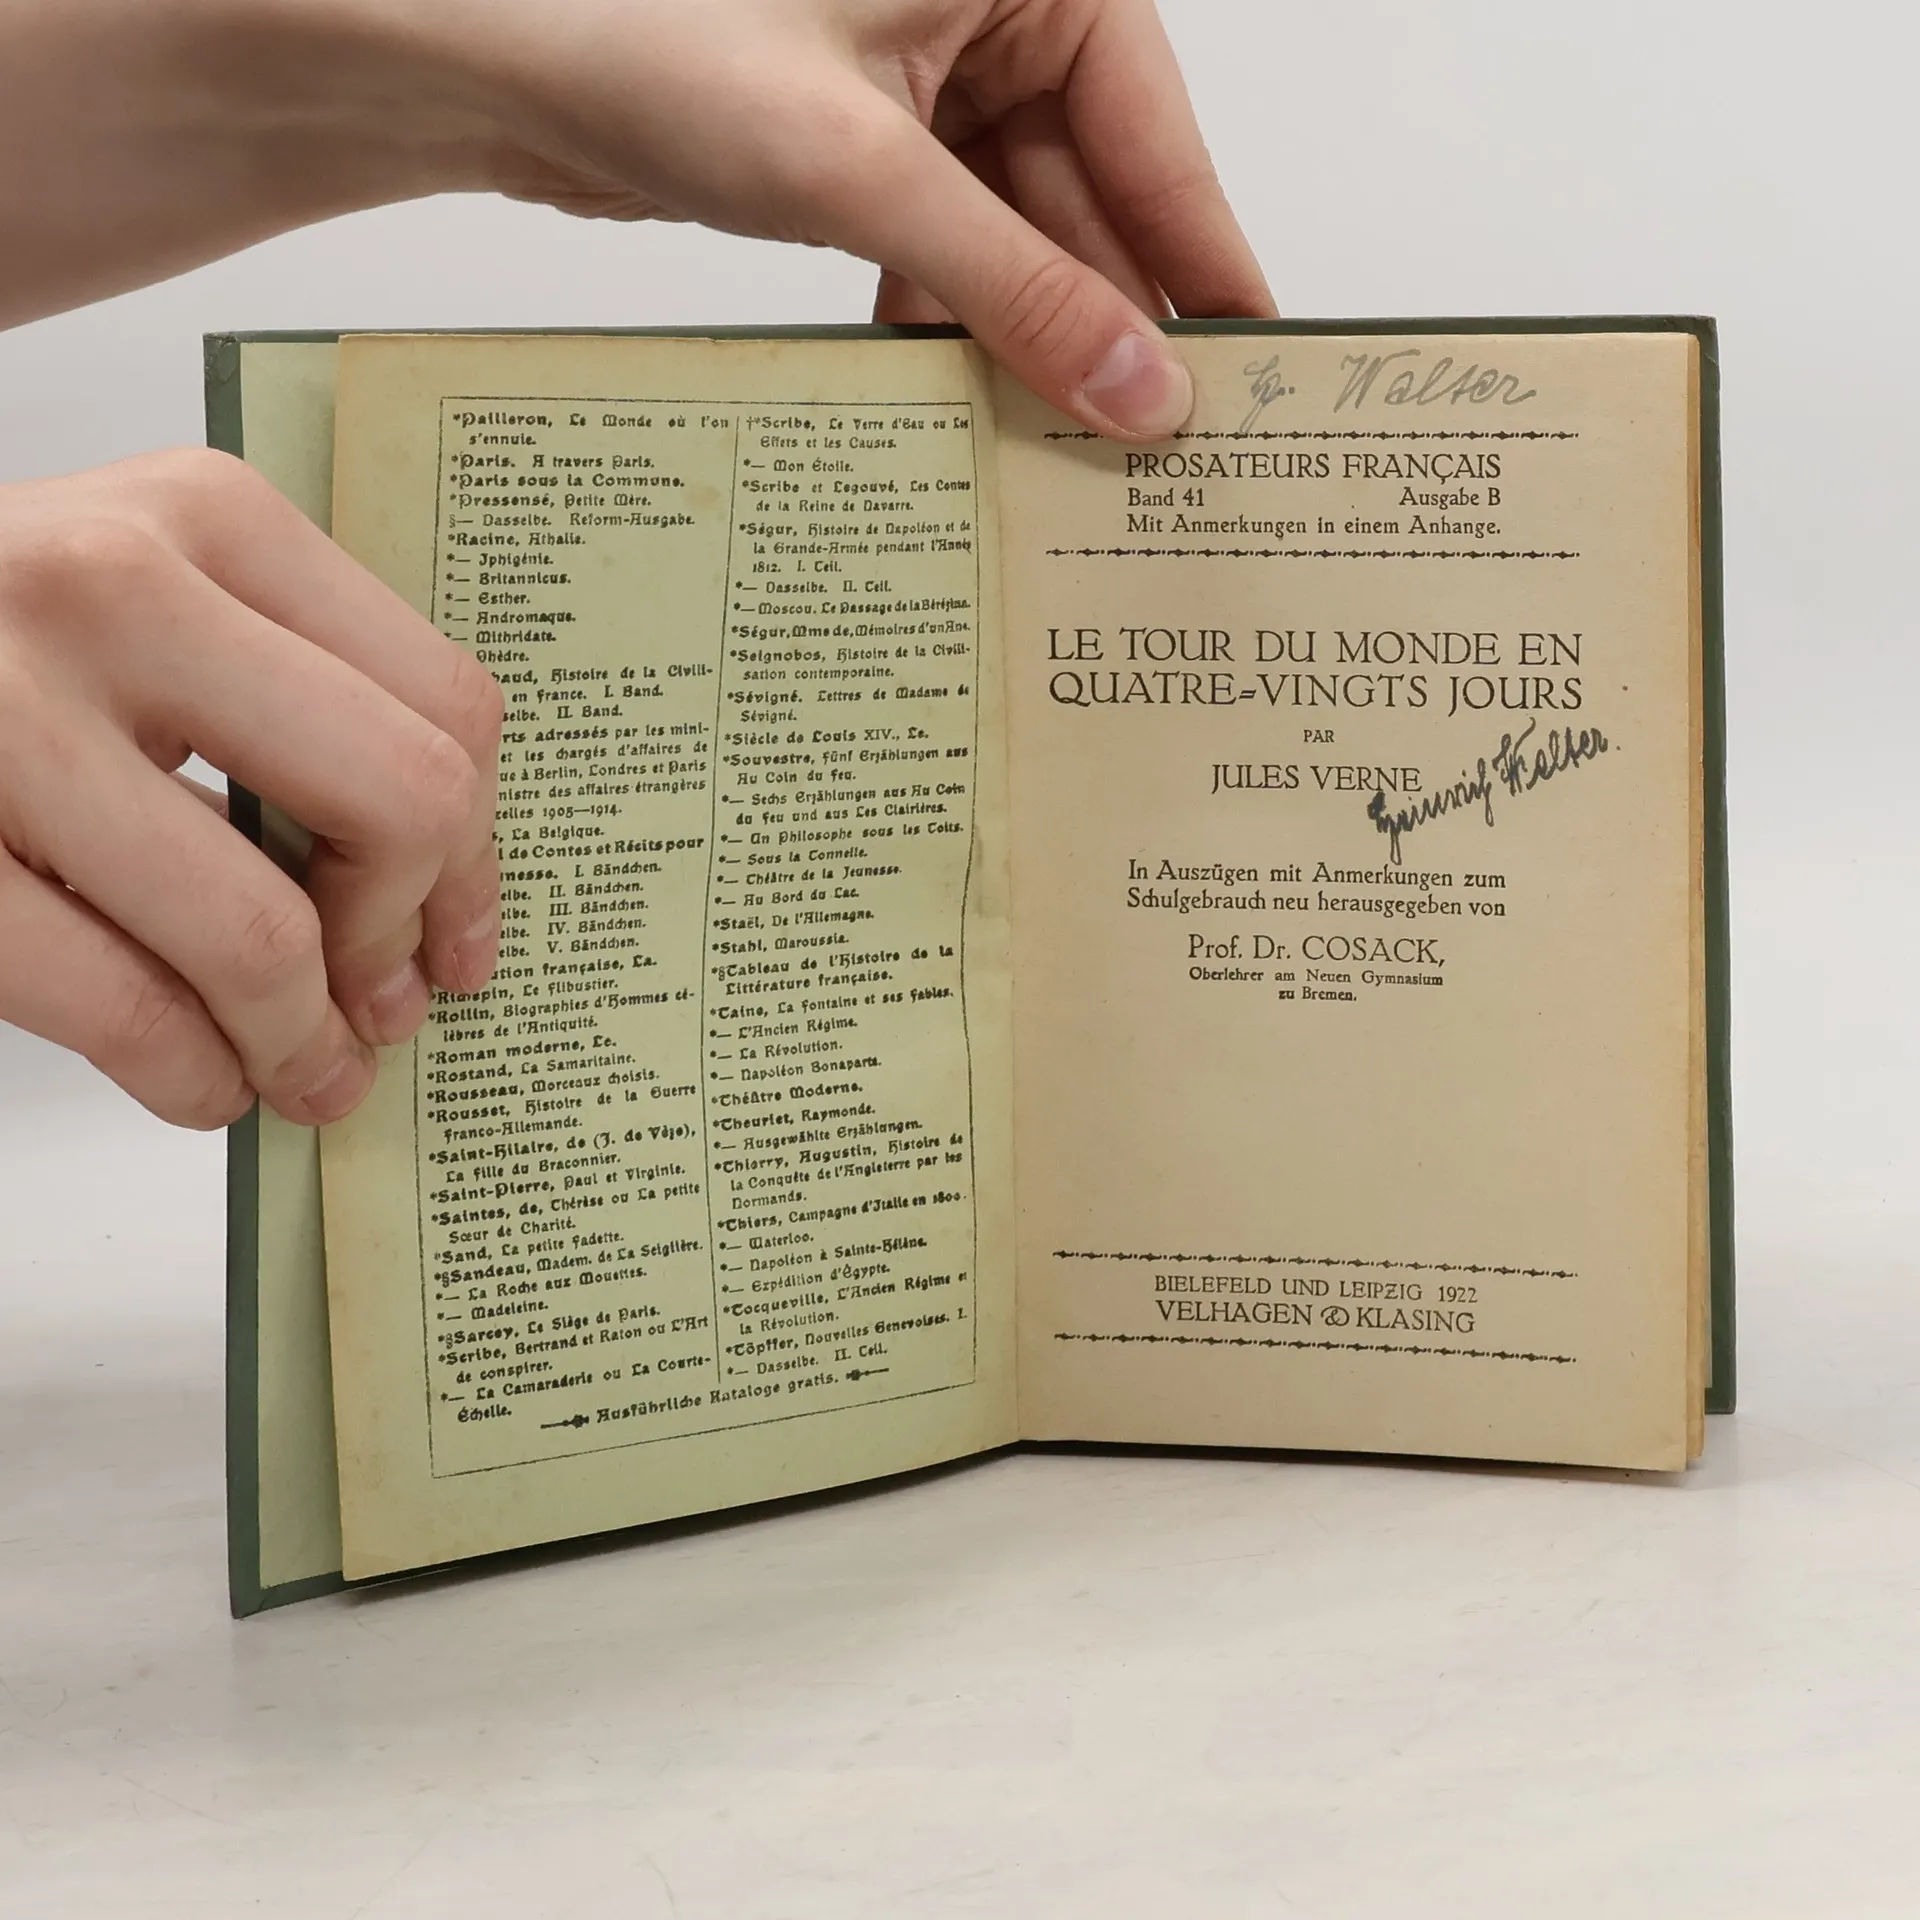 *Pailleron, Le Monde où l'on
s'ennuie.
*Paris. A travers Paris.
*Paris sous la Commune.
*Pressensé, Petite Mère.
§— Dasselbe. Reform-Ausgabe.
*Racine, Athalie.
*— Iphigénie.
*— Britannicus.
*— Esther.
*— Andromaque.
*— Mithridate.
Phèdre.
baud, Histoire de la Civili-
en France. I. Band.
selbe. II. Band.
rts adressés par les mini-
et les chargés d'affaires de
ue à Berlin, Londres et Paris
nistre des affaires étrangères
xelles 1905—1914.
s, La Belgique.
l de Contes et Récits pour
unesse. I. Bändchen.
elbe. II. Bändchen.
elbe. III. Bändchen.
elbe. IV. Bändchen.
elbe. V. Bändchen.
ution française, La.
*Richepin, Le Flibustier.
*Rollin, Biographies d'Hommes cé-
lèbres de l'Antiquité.
*Roman moderne, Le.
*Rostand, La Samaritaine.
*Rousseau, Morceaux choisis.
*Rousset, Histoire de la Guerre
Franco-Allemande.
*Saint-Hilaire, de (J. de Vèze),
La Fille du Braconnier.
*Saint-Pierre, Paul et Virginie.
*Saintes, de, Thérèse ou La petite
Sœur de Charité.
*Sand, La petite Fadette.
*§Sandeau, Madem. de La Seiglière.
*— La Roche aux Mouettes.
*— Madeleine.
*§Sarcey, Le Siège de Paris.
*Scribe, Bertrand et Raton ou L'Art
de conspirer.
*— La Camaraderie ou La Courte-
Échelle.
†*Scribe, Le Verre d'Eau ou Les
Effets et les Causes.
*— Mon Étoile.
*Scribe et Legouvé, Les Contes
de la Reine de Navarre.
*Ségur, Histoire de Napoléon et de
la Grande-Armée pendant l'Année
1812. I. Teil.
*— Dasselbe. II. Teil.
*— Moscou. Le Passage de la Bérézina.
*Ségur, Mme de, Mémoires d'un Ane.
*Seignobos, Histoire de la Civili-
sation contemporaine.
*Sévigné. Lettres de Madame de
Sévigné.
*Siècle de Louis XIV., Le.
*Souvestre, Fünf Erzählungen aus
Au Coin du Feu.
*— Sechs Erzählungen aus Au Coin
du Feu und aus Les Clairières.
*— Un Philosophe sous les Toits.
*— Sous la Tonnelle.
*— Théâtre de la Jeunesse.
*— Au Bord du Lac.
*Staël, De l'Allemagne.
*Stahl, Maroussia.
*§Tableau de l'Histoire de la
Littérature française.
*Taine, La Fontaine et ses Fables.
*— L'Ancien Régime.
*— La Révolution.
*— Napoléon Bonaparte.
*Théâtre Moderne.
*Theuriet, Raymonde.
*— Ausgewählte Erzählungen.
*Thierry, Augustin, Histoire de
la Conquête de l'Angleterre par les
Normands.
*Thiers, Campagne d'Italie en 1800.
*— Waterloo.
*— Napoléon à Sainte-Hélène.
*— Expédition d'Égypte.
*Tocqueville, L'Ancien Régime et
la Révolution.
*Töpffer, Nouvelles Genevoises. I.
*— Dasselbe. II. Teil.
Ausführliche Kataloge gratis.
H. Walter
PROSATEURS FRANÇAIS
Band 41 Ausgabe B
Mit Anmerkungen in einem Anhange.
LE TOUR DU MONDE EN
QUATRE-VINGTS JOURS
PAR
JULES VERNE
Heinrich Walter.
In Auszügen mit Anmerkungen zum
Schulgebrauch neu herausgegeben von
Prof. Dr. COSACK,
Oberlehrer am Neuen Gymnasium
zu Bremen.
BIELEFELD UND LEIPZIG 1922
VELHAGEN & KLASING